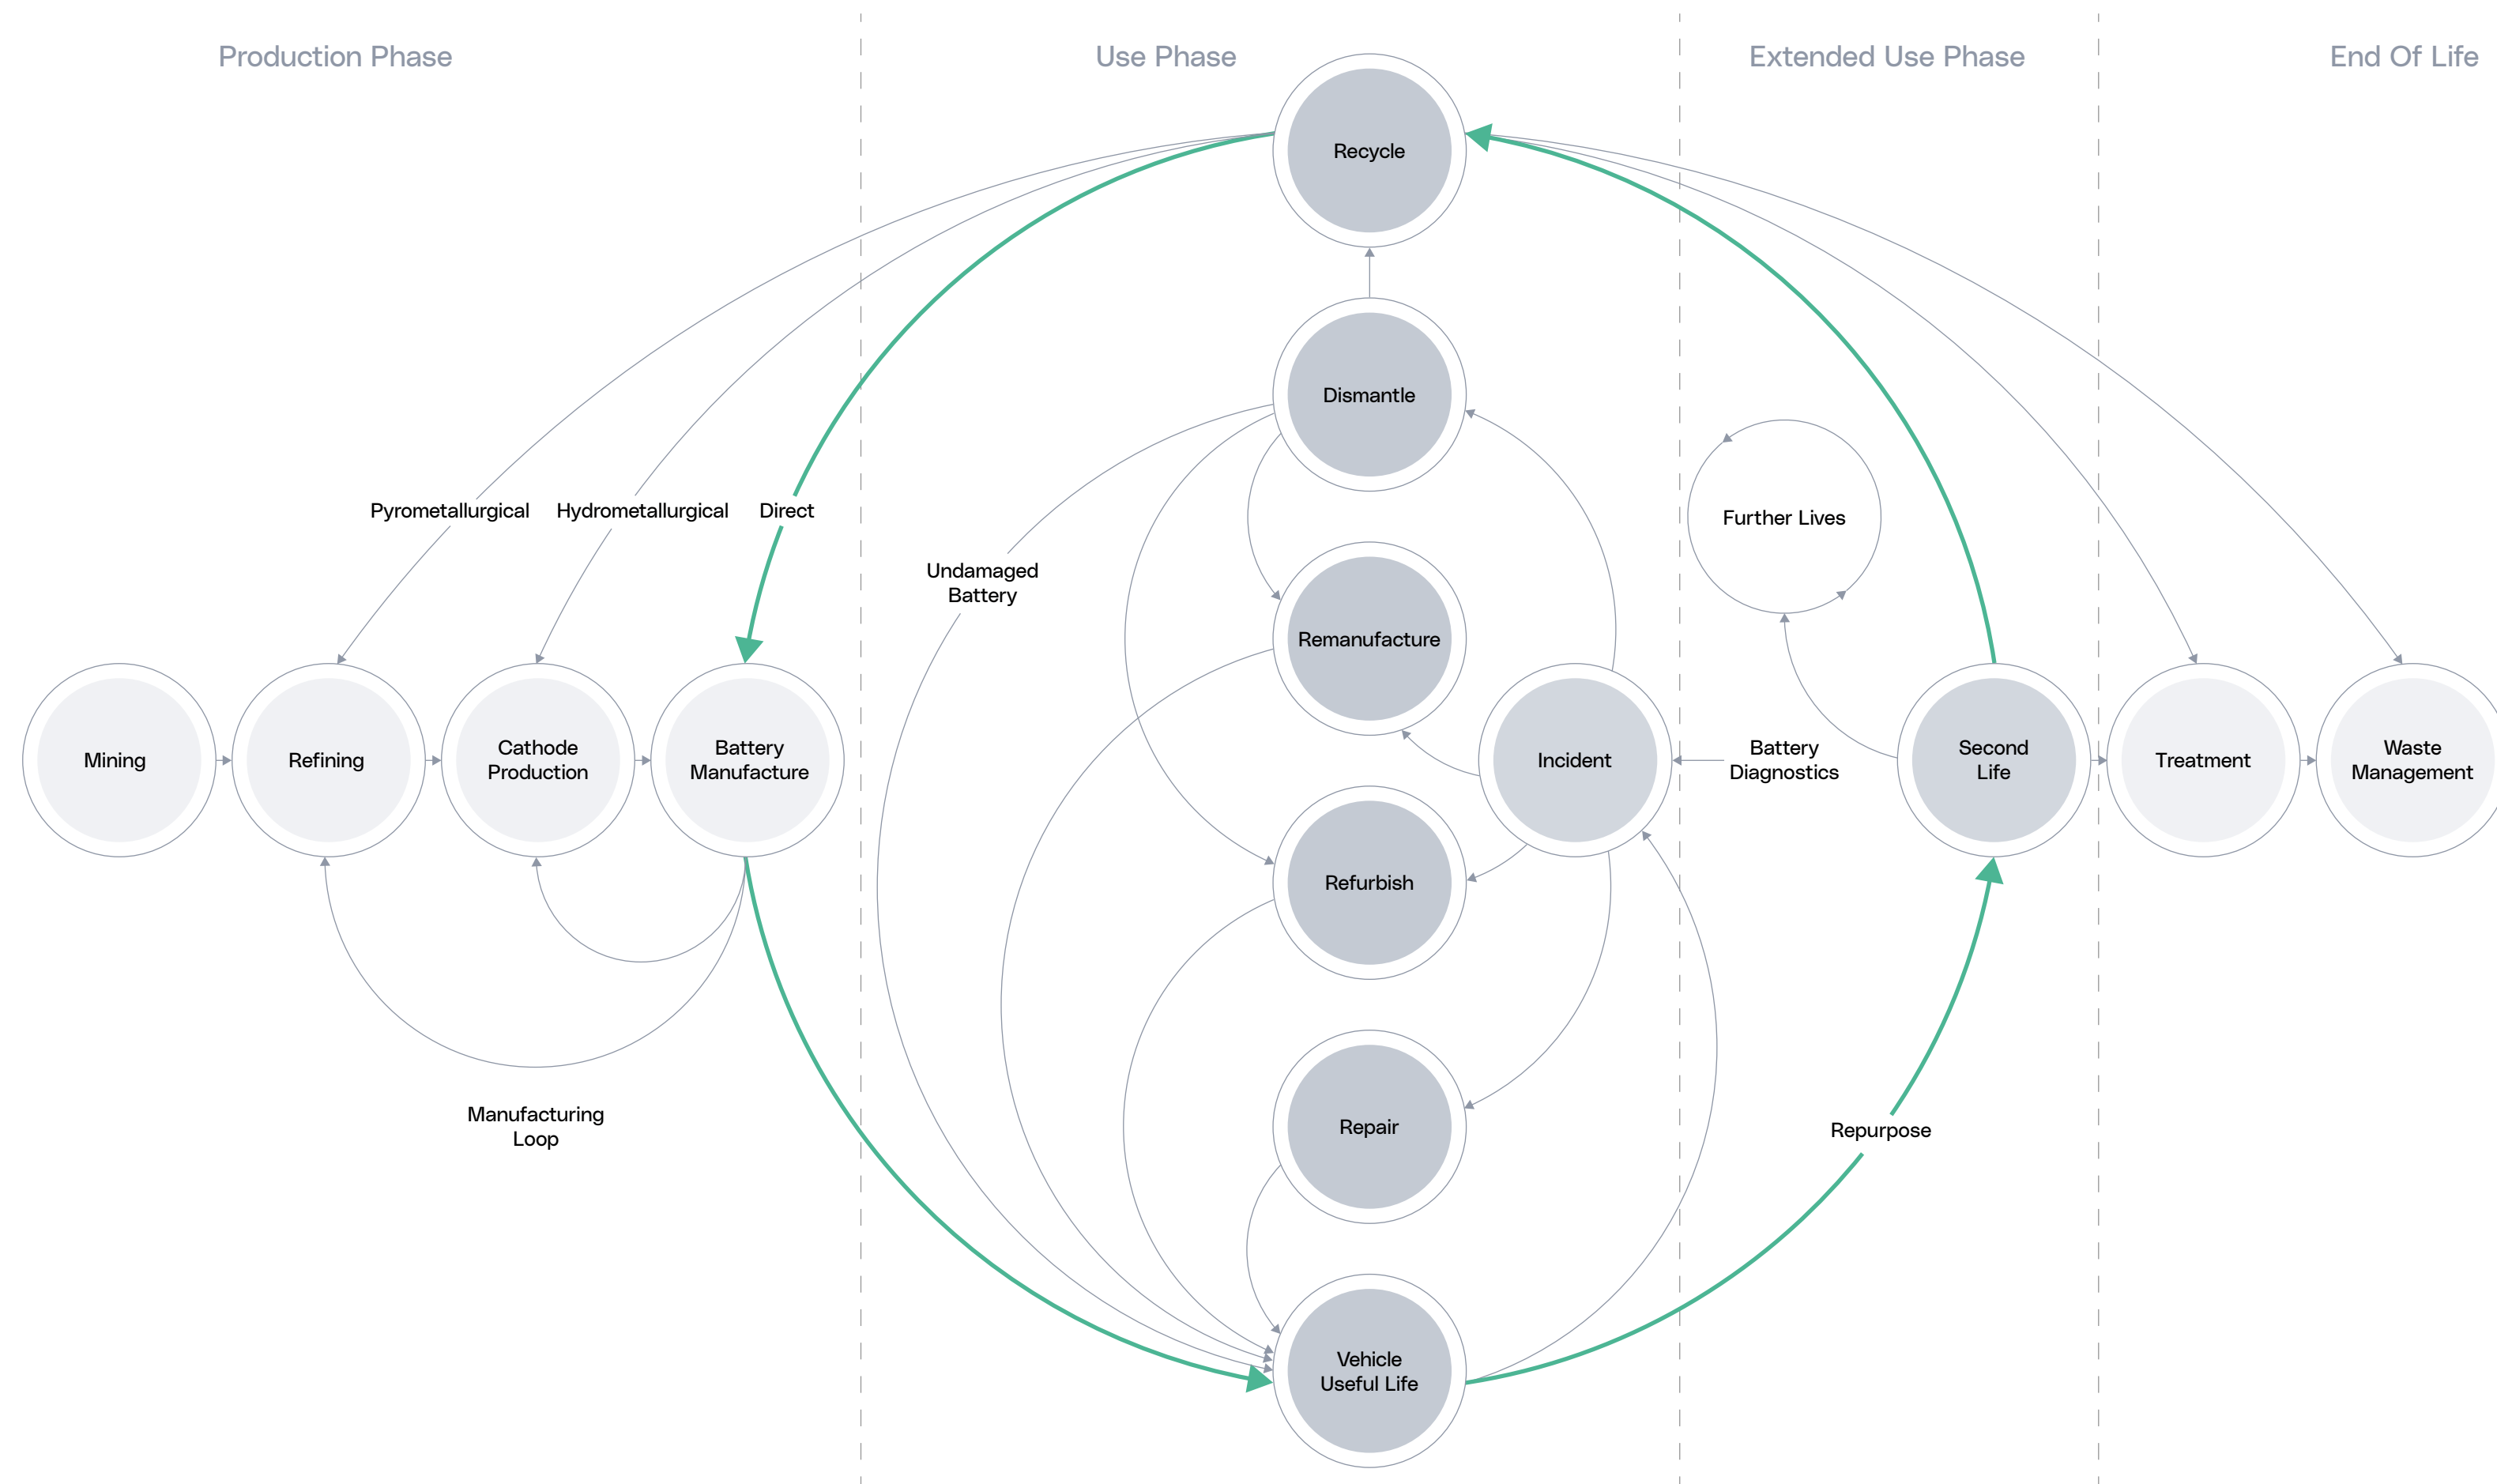 Production Phase
Use Phase
Extended Use Phase
End Of Life
Recycle
Dismantle
Pyrometallurgical
Hydrometallurgical
Direct
Further Lives
Undamaged
Battery
Remanufacture
Mining
Refining
Cathode
Production
Battery
Manufacture
Incident
Battery
Diagnostics
Second
Life
Treatment
Waste
Management
Refurbish
Manufacturing
Loop
Repair
Repurpose
Vehicle
Useful Life